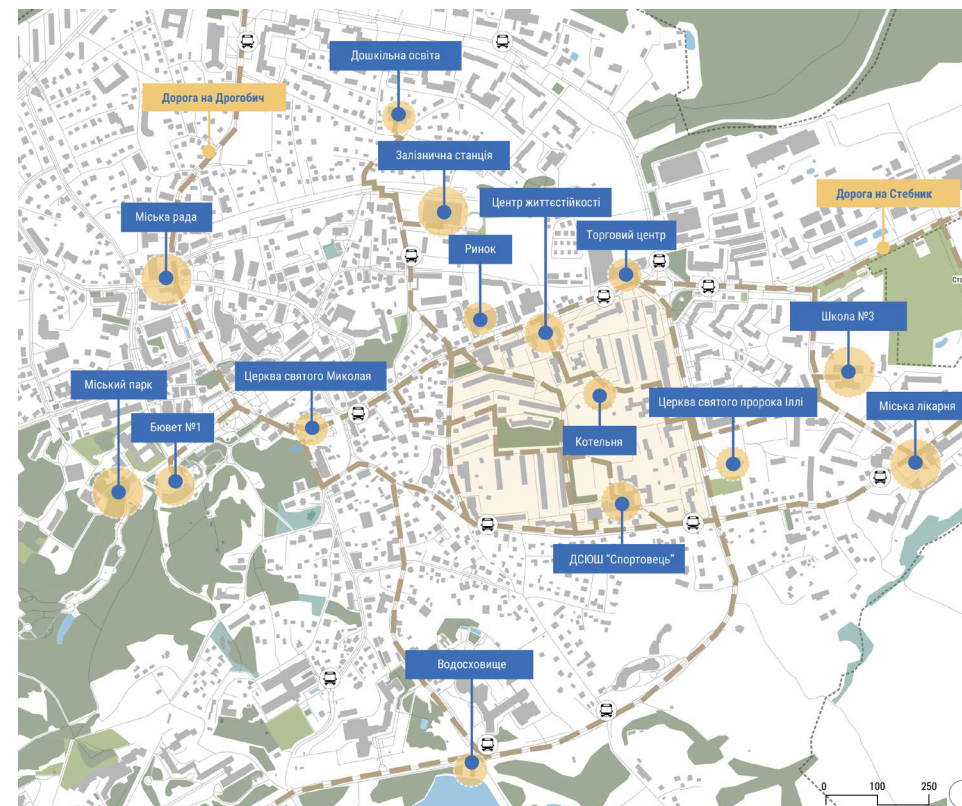 Дошкільна освіта
Дорога на Дрогобич
Залізнична станція
Центр життєстійкості
Дорога на Стебник
Міська рада
Ринок
Торговий центр
Школа №3
Міський парк
Церква святого Миколая
Церква святого пророка Іллі
Міська лікарня
Бювет №1
Котельня
ДСЮШ "Спортовець"
Водосховище
0 100 250